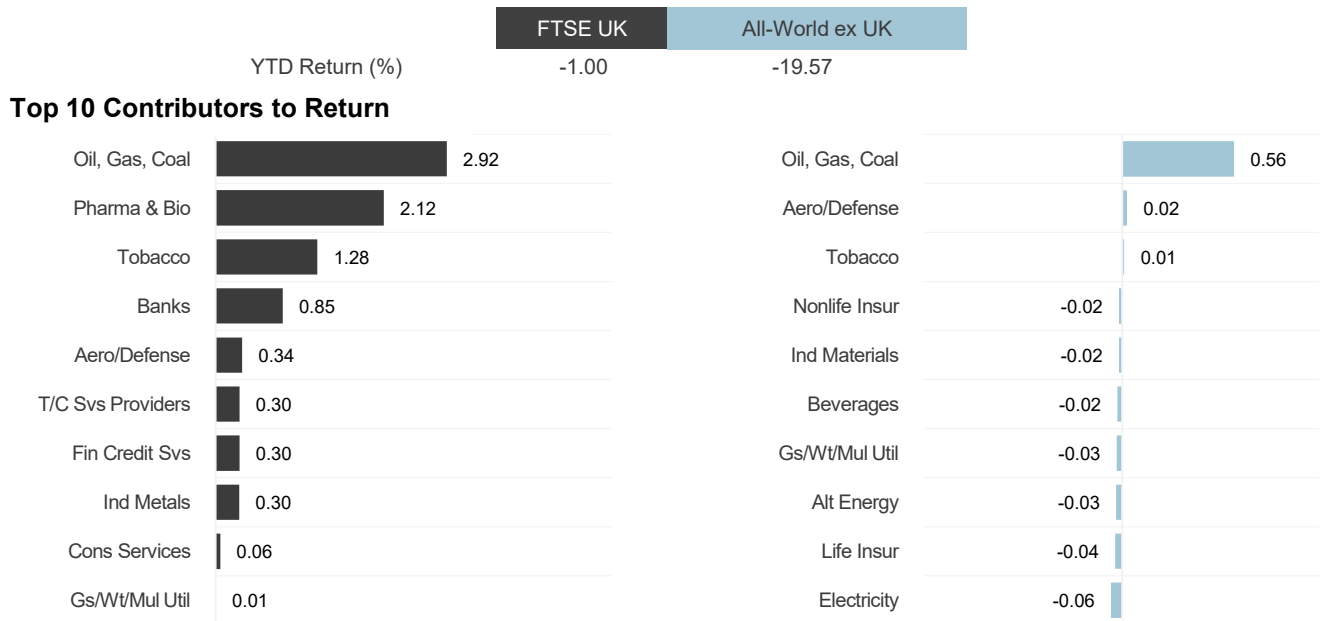 FTSE UK All-World ex UK
YTD Return (%) -1.00 -19.57
Top 10 Contributors to Return
Oil, Gas, Coal 2.92
Pharma & Bio 2.12
Tobacco 1.28
Banks 0.85
Aero/Defense 0.34
T/C Svs Providers 0.30
Fin Credit Svs 0.30
Ind Metals 0.30
Cons Services 0.06
Gs/Wt/Mul Util 0.01
Oil, Gas, Coal 0.56
Aero/Defense 0.02
Tobacco 0.01
Nonlife Insur -0.02
Ind Materials -0.02
Beverages -0.02
Gs/Wt/Mul Util -0.03
Alt Energy -0.03
Life Insur -0.04
Electricity -0.06